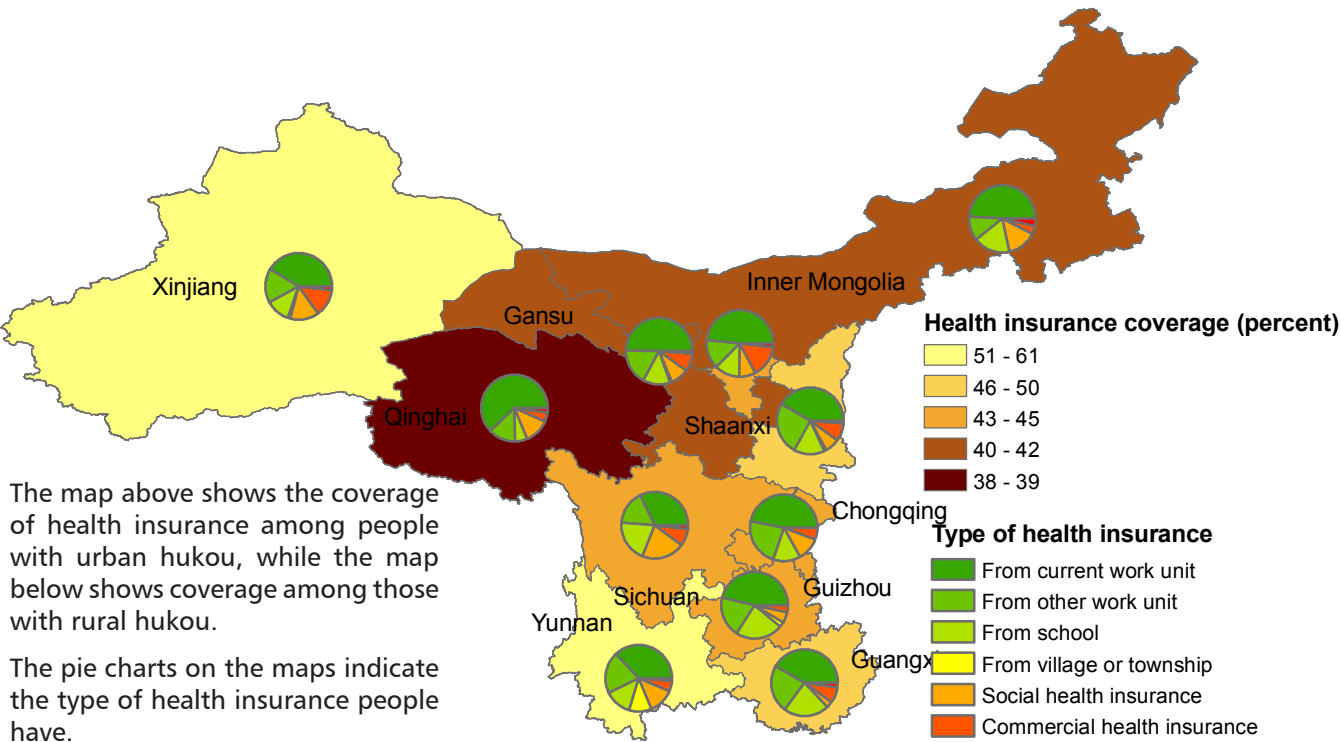 Xinjiang
Gansu
Inner Mongolia
Qinghai
Shaanxi
Chongqing
Sichuan
Guizhou
Yunnan
Guangxi
Health insurance coverage (percent)
51 - 61
46 - 50
43 - 45
40 - 42
38 - 39
Type of health insurance
From current work unit
From other work unit
From school
From village or township
Social health insurance
Commercial health insurance
The map above shows the coverage
of health insurance among people
with urban hukou, while the map
below shows coverage among those
with rural hukou.
The pie charts on the maps indicate
the type of health insurance people
have.